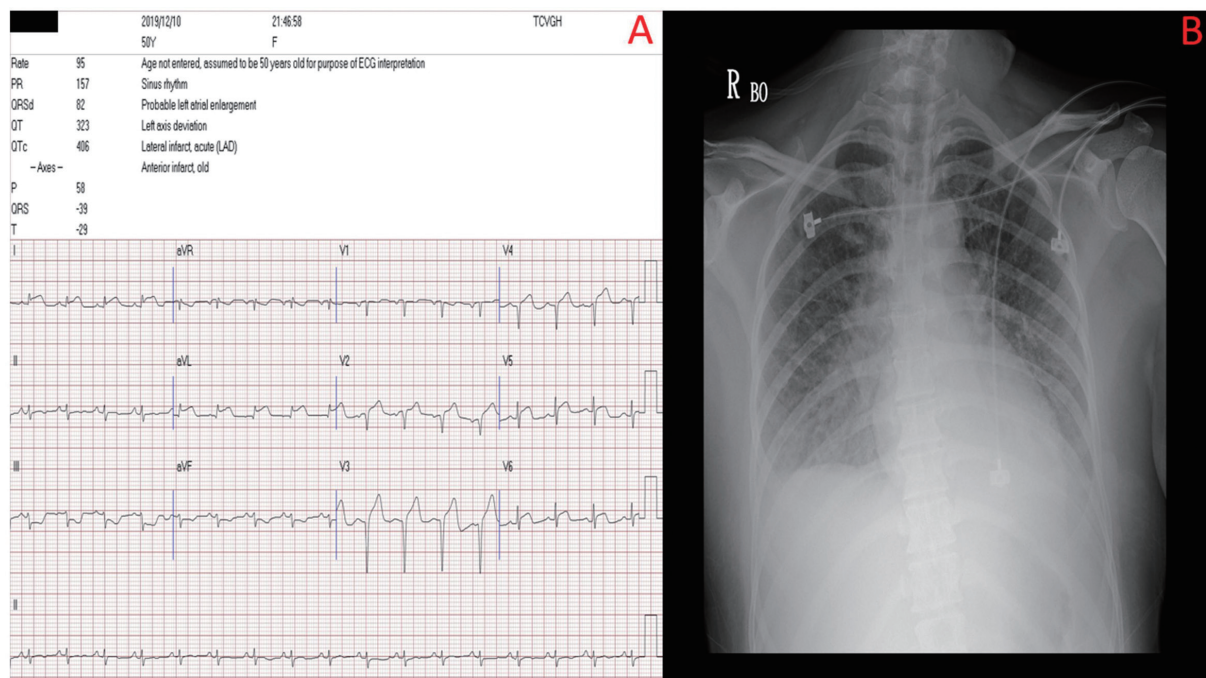 2019/12/10 21:46:58 TCVGH A
50Y F
Rate 95 Age not entered, assumed to be 50 years old for purpose of ECG interpretation
PR 157 Sinus rhythm
QRSd 82 Probable left atrial enlargement
QT 323 Left axis deviation
QTc 406 Lateral infarct, acute (LAD)
-- Axes -- Anterior infarct, old
P 58
QRS -39
T -29
I aVR V1 V4
II aVL V2 V5
III aVF V3 V6
II
B
R BO